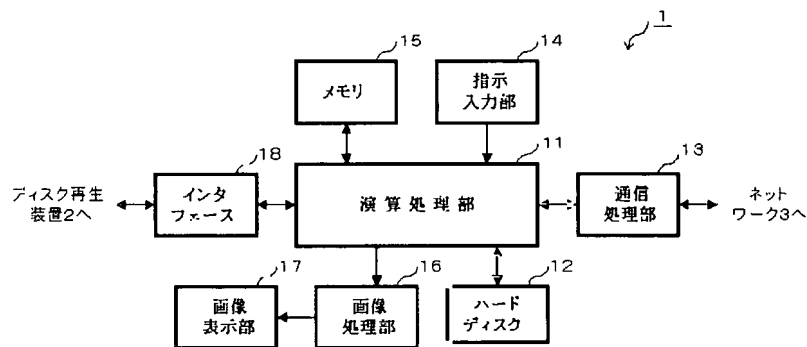 1
15
14
メモリ
指示
入力部
11
18
13
ディスク再生
装置2へ
インタ
フェース
演算処理部
通信
処理部
ネット
ワーク3へ
17
16
12
画像
表示部
画像
処理部
ハード
ディスク